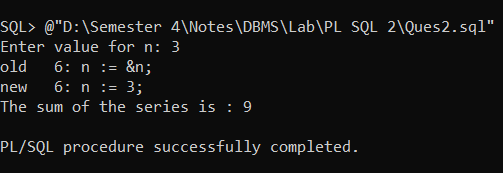 SQL> @"D:\Semester 4\Notes\DBMS\Lab\PL SQL 2\Ques2.sql"
Enter value for n: 3
old   6: n := &n;
new   6: n := 3;
The sum of the series is : 9
PL/SQL procedure successfully completed.